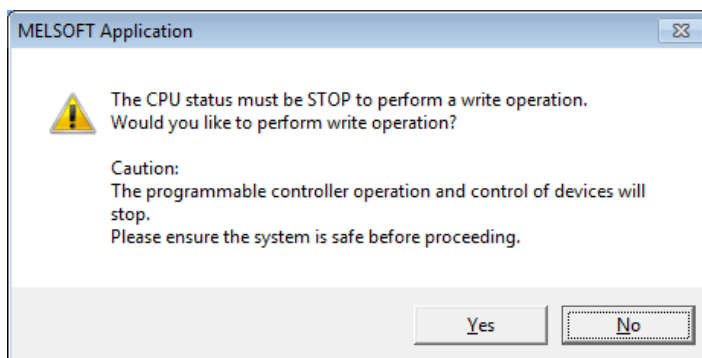 MELSOFT Application
The CPU status must be STOP to perform a write operation.
Would you like to perform write operation?
Caution:
The programmable controller operation and control of devices will
stop.
Please ensure the system is safe before proceeding.
Yes
No